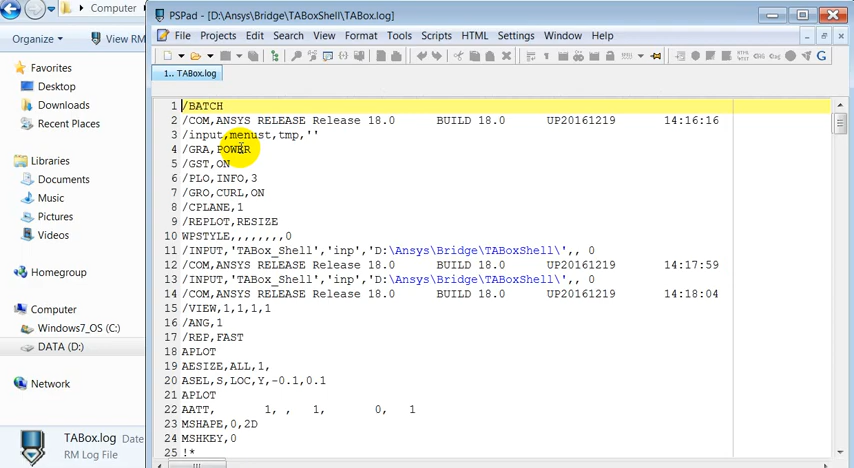 Computer
PSPad - [D:\Ansys\Bridge\TABoxShell\TABox.log]
Organize
View RM
File Projects Edit Search View Format Tools Scripts HTML Settings Window Help
1.. TABox.log
Favorites
Desktop
Downloads
Recent Places
Libraries
Documents
Music
Pictures
Videos
Homegroup
Computer
Windows7_OS (C:)
DATA (D:)
Network
TABox.log Date
RM Log File
1 /BATCH
2 /COM,ANSYS RELEASE Release 18.0 BUILD 18.0 UP20161219 14:16:16
3 /input,menust,tmp,''
4 /GRA,POWER
5 /GST,ON
6 /PLO,INFO,3
7 /GRO,CURL,ON
8 /CPLANE,1
9 /REPLOT,RESIZE
10 WPSTYLE,,,,,,,,0
11 /INPUT,'TABox_Shell','inp','D:\Ansys\Bridge\TABoxShell\',, 0
12 /COM,ANSYS RELEASE Release 18.0 BUILD 18.0 UP20161219 14:17:59
13 /INPUT,'TABox_Shell','inp','D:\Ansys\Bridge\TABoxShell\',, 0
14 /COM,ANSYS RELEASE Release 18.0 BUILD 18.0 UP20161219 14:18:04
15 /VIEW,1,1,1,1
16 /ANG,1
17 /REP,FAST
18 APLOT
19 AESIZE,ALL,1,
20 ASEL,S,LOC,Y,-0.1,0.1
21 APLOT
22 AATT, 1, , 1, 0, 1
23 MSHAPE,0,2D
24 MSHKEY,0
25 !*